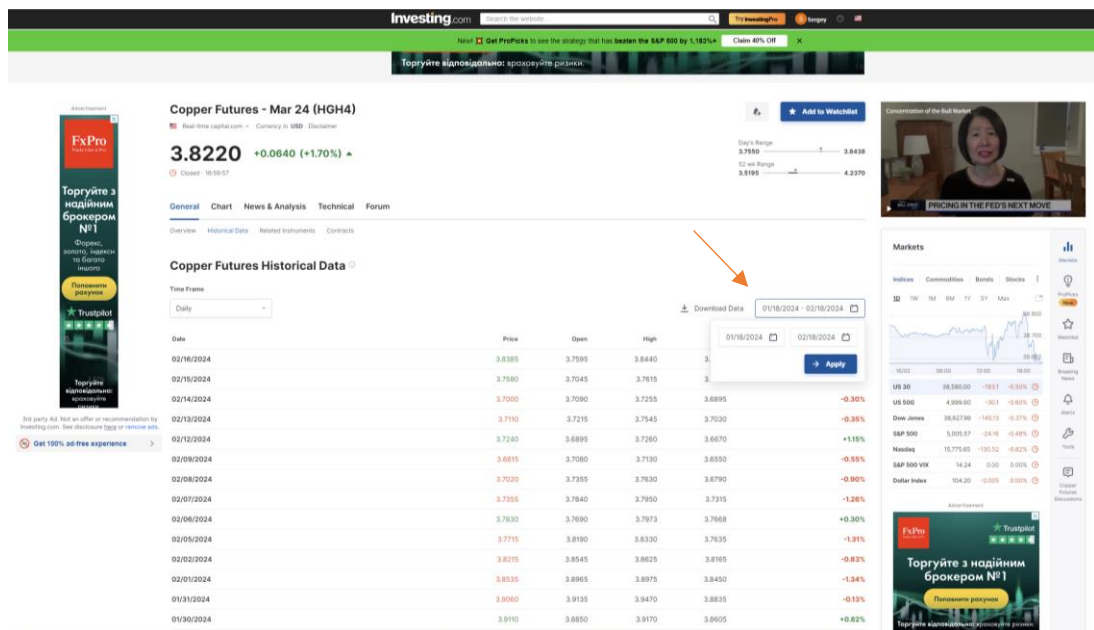 Investing.com
Search the website...
Try InvestingPro
Sergey
New! Get ProPicks to see the strategy that has beaten the S&P 500 by 1,183%+
Claim 40% Off
Торгуйте відповідально: враховуйте ризики.
Advertisement
FxPro
Trade Like a Pro
Торгуйте з
надійним
брокером
№1
Форекс,
золото, індекси
та багато
іншого
Поповнити
рахунок
Trustpilot
Торгуйте
відповідально:
враховуйте
ризики
3rd party Ad. Not an offer or recommendation by
Investing.com. See disclosure here or remove ads.
Get 100% ad-free experience
Copper Futures - Mar 24 (HGH4)
Add to Watchlist
Real-time capital.com
Currency in USD
Disclaimer
3.8220 +0.0640 (+1.70%)
Closed · 16:59:57
Day's Range
3.7550 3.8438
52 wk Range
3.5195 4.2370
General Chart News & Analysis Technical Forum
Overview Historical Data Related Instruments Contracts
Copper Futures Historical Data
Time Frame
Daily
Download Data
01/18/2024 - 02/18/2024
01/18/2024 02/18/2024
Apply
Date Price Open High
02/16/2024 3.8385 3.7595 3.8440 3.
02/15/2024 3.7580 3.7045 3.7615 3.
02/14/2024 3.7000 3.7090 3.7255 3.6895 -0.30%
02/13/2024 3.7110 3.7215 3.7545 3.7030 -0.35%
02/12/2024 3.7240 3.6895 3.7260 3.6670 +1.15%
02/09/2024 3.6815 3.7080 3.7130 3.6550 -0.55%
02/08/2024 3.7020 3.7355 3.7630 3.6790 -0.90%
02/07/2024 3.7355 3.7640 3.7950 3.7315 -1.26%
02/06/2024 3.7830 3.7690 3.7973 3.7668 +0.30%
02/05/2024 3.7715 3.8190 3.8330 3.7635 -1.31%
02/02/2024 3.8215 3.8545 3.8625 3.8165 -0.83%
02/01/2024 3.8535 3.8965 3.8975 3.8450 -1.34%
01/31/2024 3.9060 3.9135 3.9470 3.8835 -0.13%
01/30/2024 3.9110 3.8850 3.9170 3.8605 +0.82%
Concentration of the Bull Market
PRICING IN THE FED'S NEXT MOVE
Markets
Indices Commodities Bonds Stocks
1D 1W 1M 6M 1Y 5Y Max
16/02 06:00 12:00 18:00
US 30 38,580.00 -193.1 -0.50%
US 500 4,999.60 -30.1 -0.60%
Dow Jones 38,627.99 -145.13 -0.37%
S&P 500 5,005.57 -24.16 -0.48%
Nasdaq 15,775.65 -130.52 -0.82%
S&P 500 VIX 14.24 0.00 0.00%
Dollar Index 104.20 -0.005 0.00%
Advertisement
FxPro
Trustpilot
Торгуйте з надійним
брокером №1
Поповнити рахунок
Торгуйте відповідально: враховуйте ризики
Markets
ProPicks
New
Watchlist
Breaking
News
Alerts
Tools
Copper
Futures
Discussions